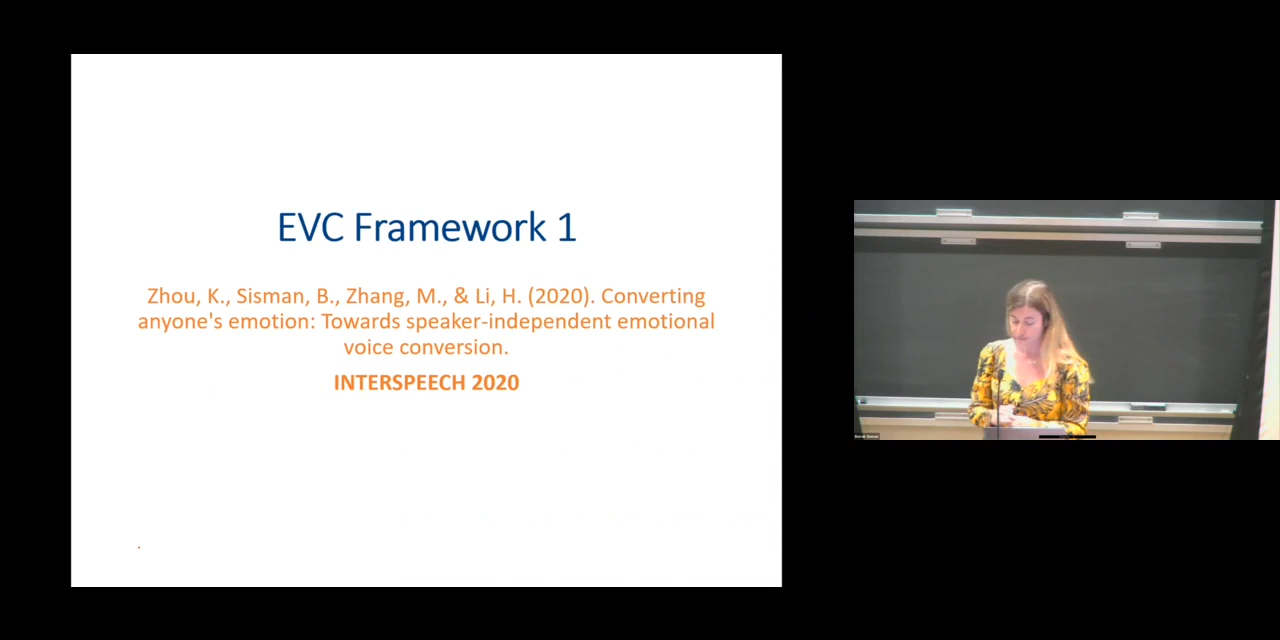 EVC Framework 1
Zhou, K., Sisman, B., Zhang, M., & Li, H. (2020). Converting
anyone's emotion: Towards speaker-independent emotional
voice conversion.
INTERSPEECH 2020